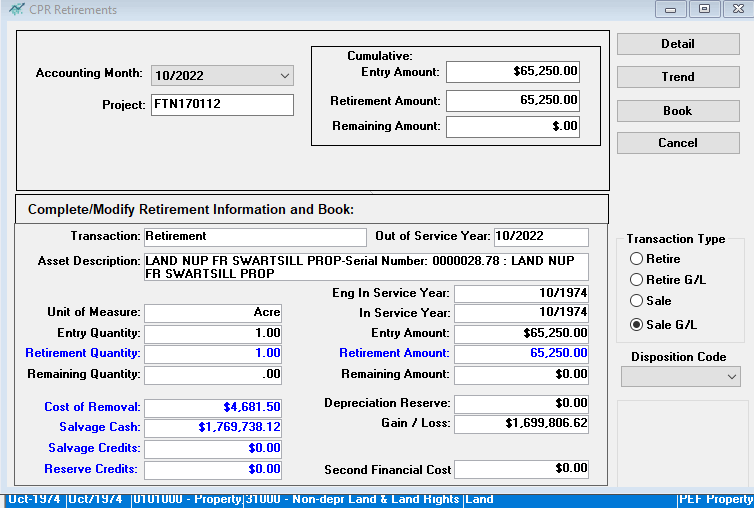 CPR Retirements
Accounting Month: 10/2022
Project: FTN170112
Cumulative:
Entry Amount: $65,250.00
Retirement Amount: 65,250.00
Remaining Amount: $.00
Detail
Trend
Book
Cancel
Complete/Modify Retirement Information and Book:
Transaction: Retirement Out of Service Year: 10/2022
Asset Description: LAND NUP FR SWARTSILL PROP-Serial Number: 0000028.78 : LAND NUP
FR SWARTSILL PROP
Eng In Service Year: 10/1974
Unit of Measure: Acre In Service Year: 10/1974
Entry Quantity: 1.00 Entry Amount: $65,250.00
Retirement Quantity: 1.00 Retirement Amount: 65,250.00
Remaining Quantity: .00 Remaining Amount: $0.00
Cost of Removal: $4,681.50 Depreciation Reserve: $0.00
Salvage Cash: $1,769,738.12 Gain / Loss: $1,699,806.62
Salvage Credits: $0.00
Reserve Credits: $0.00 Second Financial Cost $0.00
Transaction Type
Retire
Retire G/L
Sale
Sale G/L
Disposition Code
Oct-1974 Oct/1974 0101000 - Property 31000 - Non-depr Land & Land Rights Land PEF Property